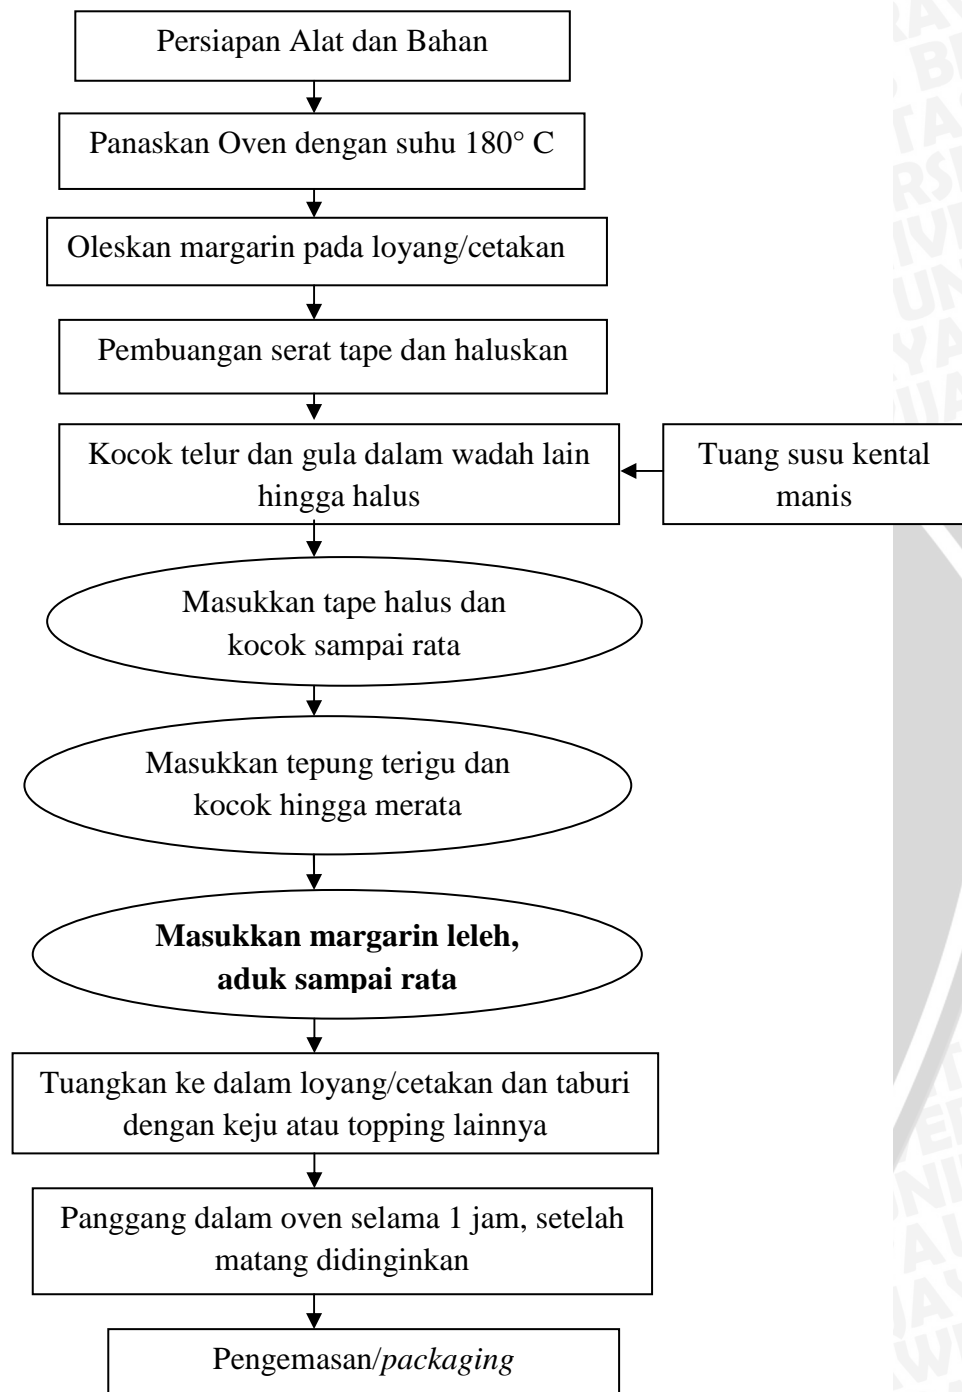 Persiapan Alat dan Bahan
Panaskan Oven dengan suhu 180° C
Oleskan margarin pada loyang/cetakan
Pembuangan serat tape dan haluskan
Kocok telur dan gula dalam wadah lain
hingga halus
Tuang susu kental
manis
Masukkan tape halus dan
kocok sampai rata
Masukkan tepung terigu dan
kocok hingga merata
Masukkan margarin leleh,
aduk sampai rata
Tuangkan ke dalam loyang/cetakan dan taburi
dengan keju atau topping lainnya
Panggang dalam oven selama 1 jam, setelah
matang didinginkan
Pengemasan/packaging